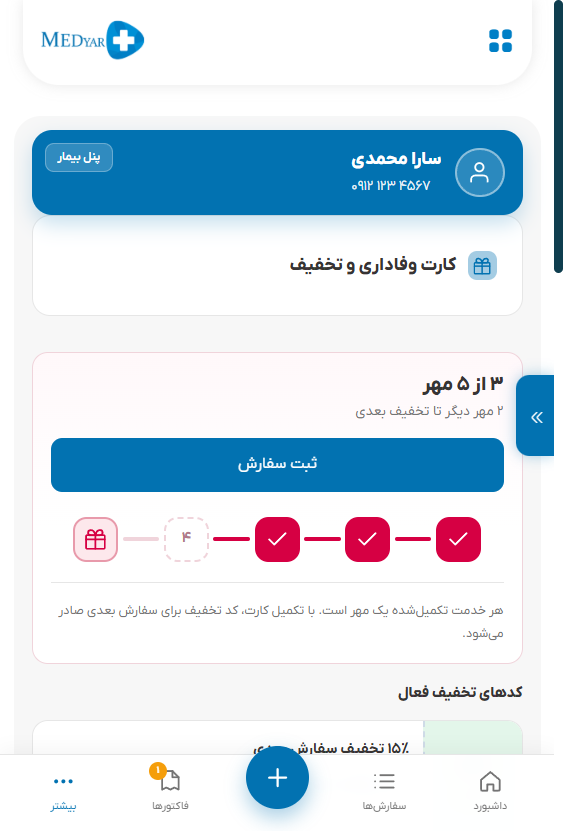 MEDYAR
سارا محمدی
۰۹۱۲ ۱۲۳ ۴۵۶۷
پنل بیمار
کارت وفاداری و تخفیف
۳ از ۵ مهر
۲ مهر دیگر تا تخفیف بعدی
ثبت سفارش
۴
هر خدمت تکمیل‌شده یک مهر است. با تکمیل کارت، کد تخفیف برای سفارش بعدی صادر
می‌شود.
کدهای تخفیف فعال
۱۵٪ تخفیف سفارش بعدی
داشبورد
سفارش‌ها
فاکتورها
۱
بیشتر